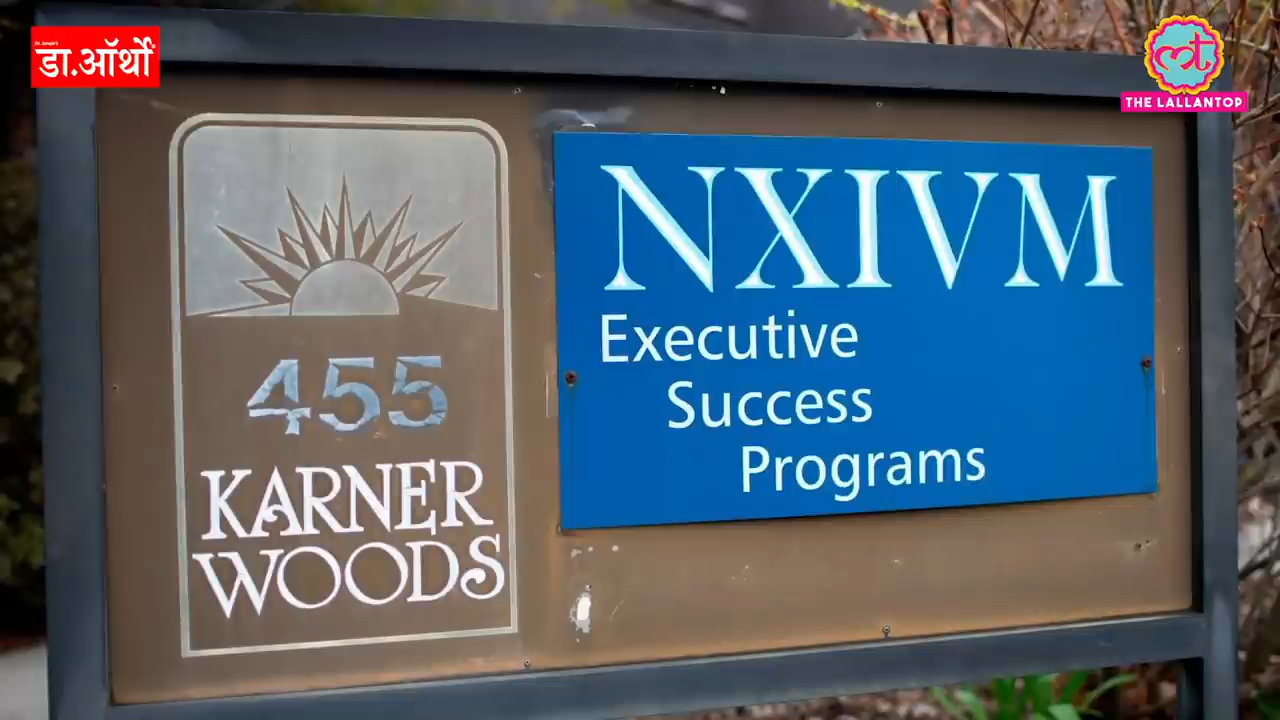 डा.ऑर्थो
THE LALLANTOP
455
KARNER
WOODS
NXIVM
Executive
Success
Programs